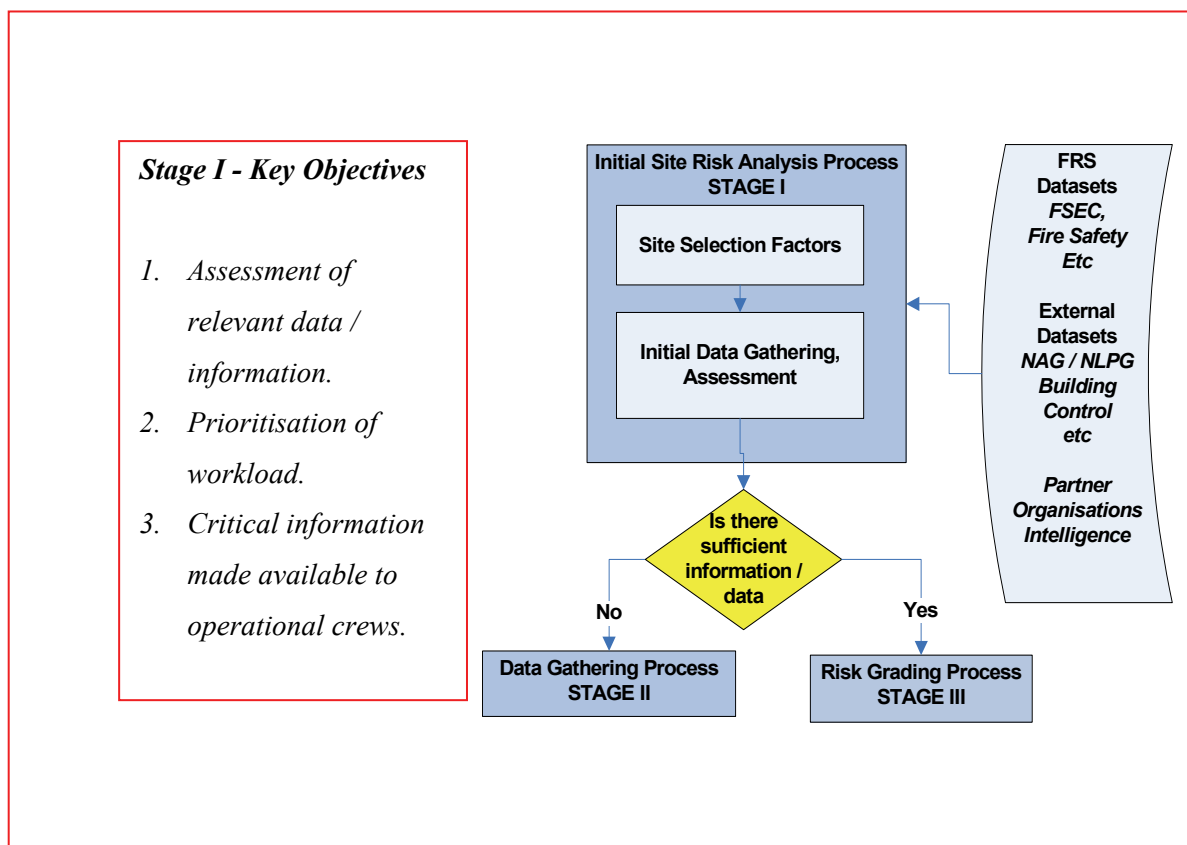 Stage I - Key Objectives
1. Assessment of
relevant data /
information.
2. Prioritisation of
workload.
3. Critical information
made available to
operational crews.
Initial Site Risk Analysis Process
STAGE I
Site Selection Factors
Initial Data Gathering,
Assessment
Is there
sufficient
information /
data
No
Yes
Data Gathering Process
STAGE II
Risk Grading Process
STAGE III
FRS
Datasets
FSEC,
Fire Safety
Etc
External
Datasets
NAG / NLPG
Building
Control
etc
Partner
Organisations
Intelligence